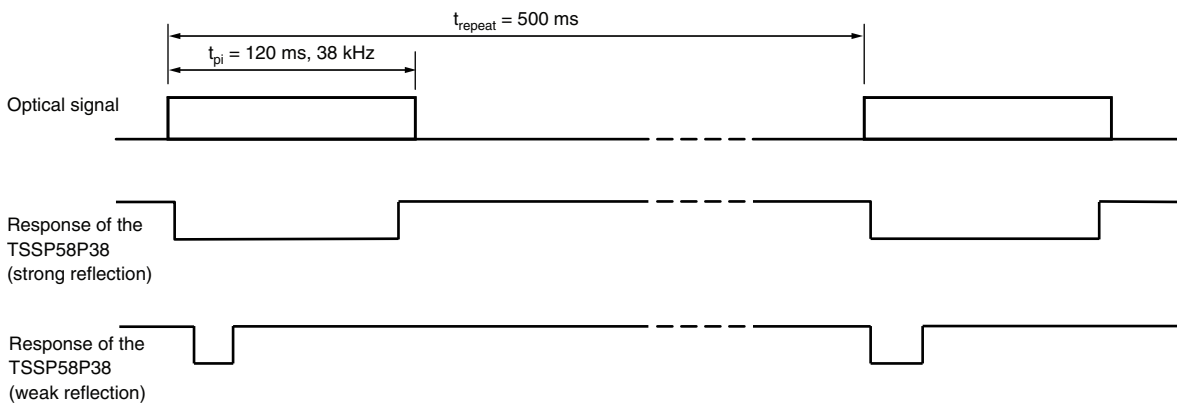 t_repeat = 500 ms
t_pi = 120 ms, 38 kHz
Optical signal
Response of the
TSSP58P38
(strong reflection)
Response of the
TSSP58P38
(weak reflection)